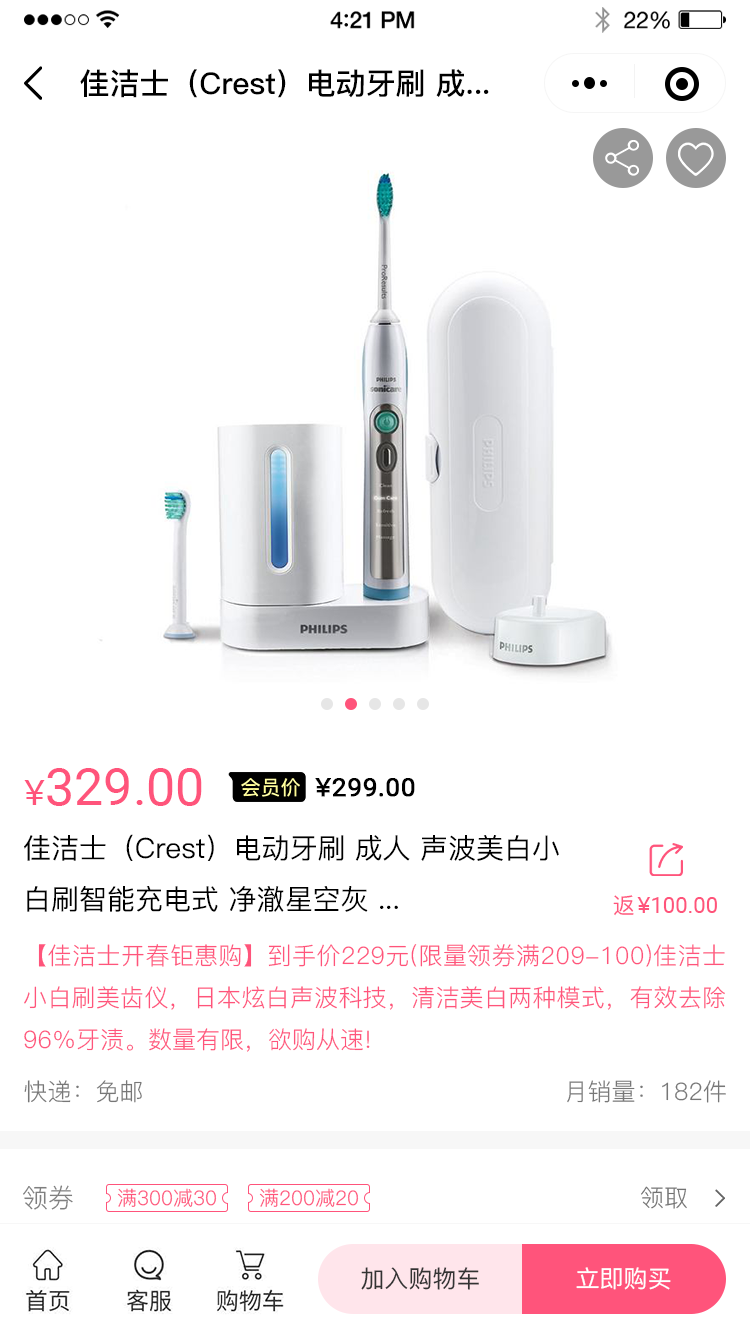 4:21 PM
22%
佳洁士（Crest）电动牙刷 成...
ProResults
PHILIPS
sonicare
Clean
PHILIPS
PHILIPS
PHILIPS
¥329.00 会员价 ¥299.00
佳洁士（Crest）电动牙刷 成人 声波美白小
白刷智能充电式 净澈星空灰 ...
返¥100.00
【佳洁士开春钜惠购】到手价229元(限量领券满209-100)佳洁士
小白刷美齿仪，日本炫白声波科技，清洁美白两种模式，有效去除
96%牙渍。数量有限，欲购从速!
快递：免邮 月销量：182件
领券 满300减30 满200减20 领取
首页 客服 购物车 加入购物车 立即购买